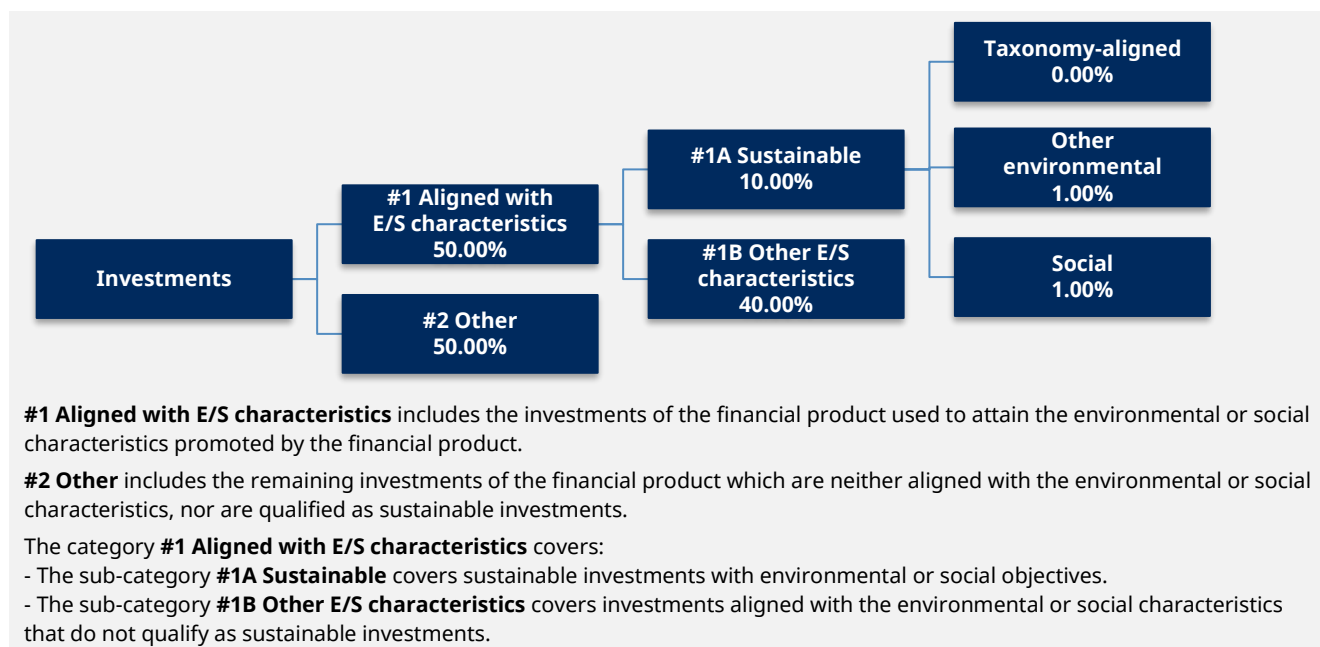 Taxonomy-aligned
0.00%
Other
environmental
1.00%
#1A Sustainable
10.00%
#1 Aligned with
E/S characteristics
50.00%
Investments
#1B Other E/S
characteristics
40.00%
Social
1.00%
#2 Other
50.00%
#1 Aligned with E/S characteristics includes the investments of the financial product used to attain the environmental or social
characteristics promoted by the financial product.
#2 Other includes the remaining investments of the financial product which are neither aligned with the environmental or social
characteristics, nor are qualified as sustainable investments.
The category #1 Aligned with E/S characteristics covers:
- The sub-category #1A Sustainable covers sustainable investments with environmental or social objectives.
- The sub-category #1B Other E/S characteristics covers investments aligned with the environmental or social characteristics
that do not qualify as sustainable investments.